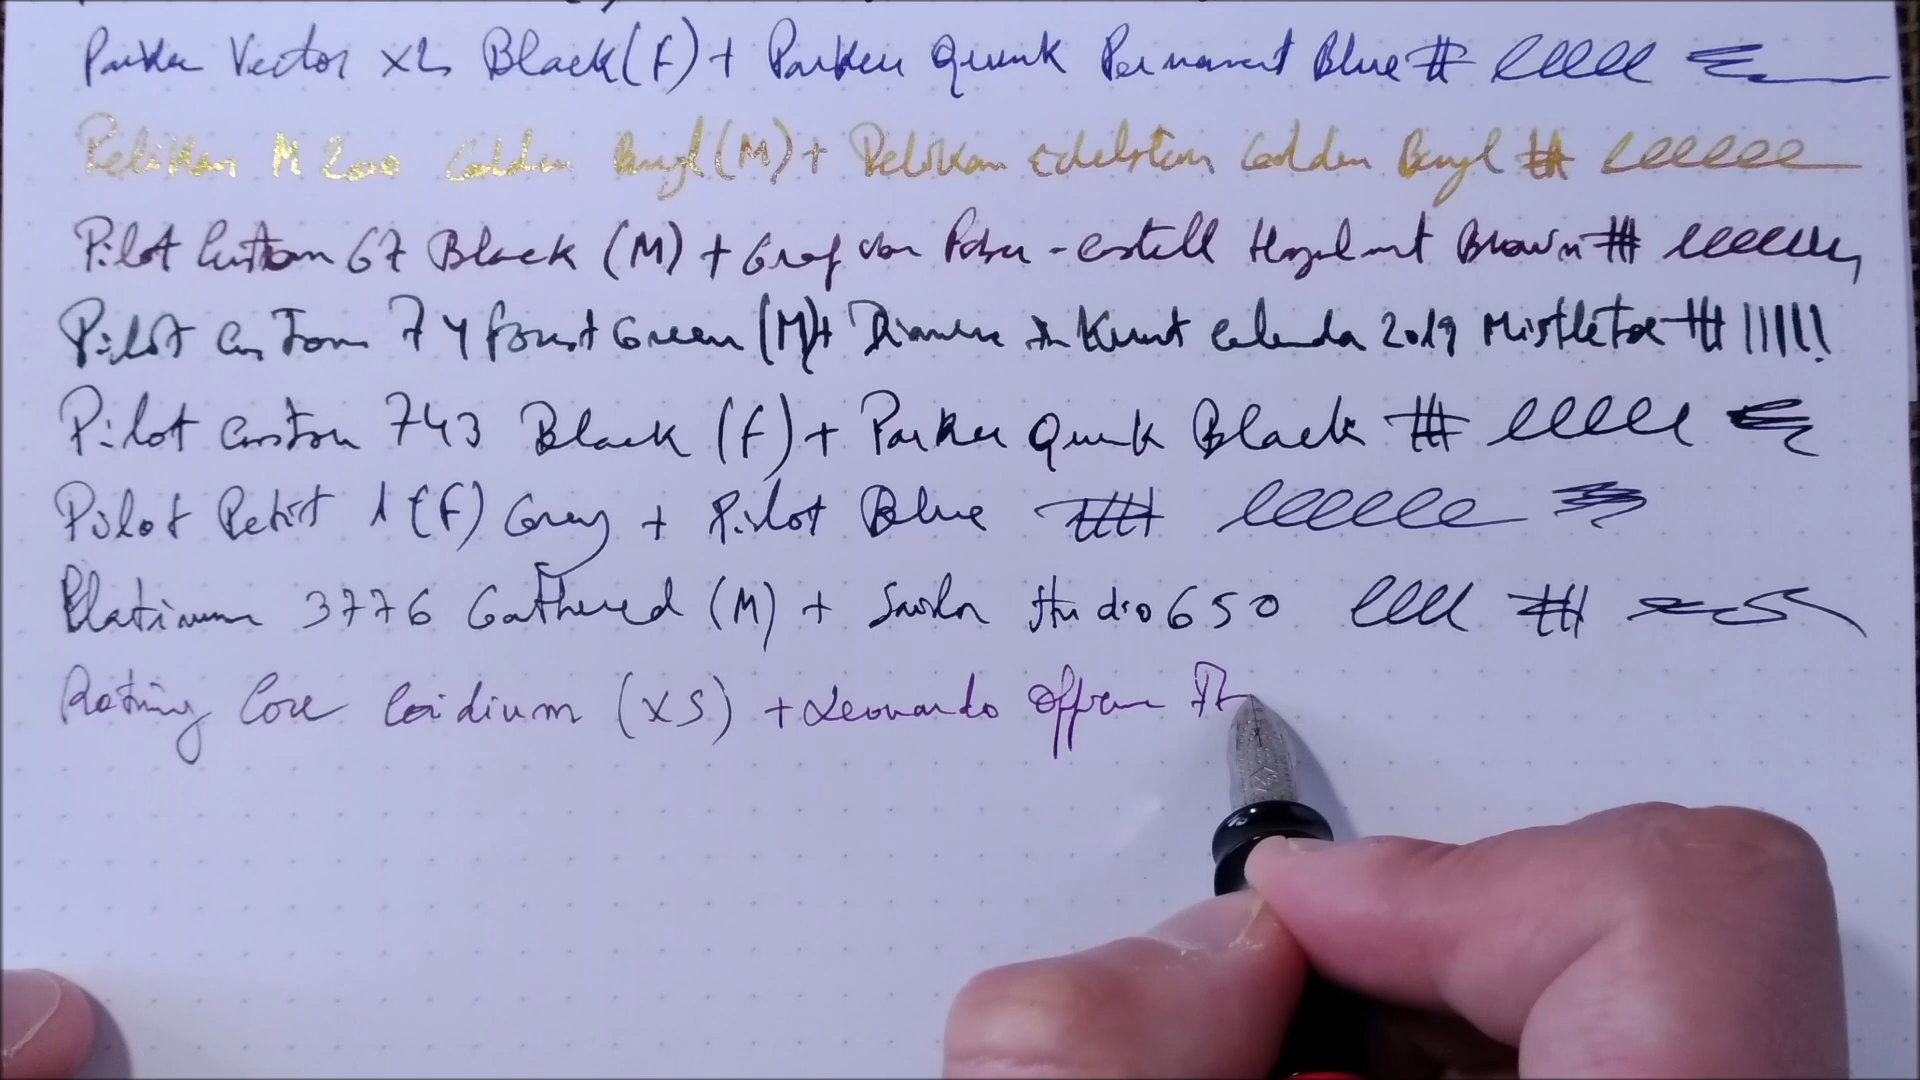 Parker Vector XL Black (F) + Parker Quink Permanent Blue #
Pelikan M200 Golden Beryl (M) + Pelikan Edelstein Golden Beryl #
Pilot Custom 67 Black (M) + Graf von Faber-Castell Hazelnut Brown #
Pilot Custom 74 Forest Green (M) + Diamine Inkvent Calendar 2019 Mistletoe #
Pilot Custom 743 Black (F) + Parker Quink Black #
Pilot Petit 1 (F) Grey + Pilot Blue #
Platinum 3776 Gathered (M) + Sailor Studio 650 #
Rotring Core (XS) + Leonardo